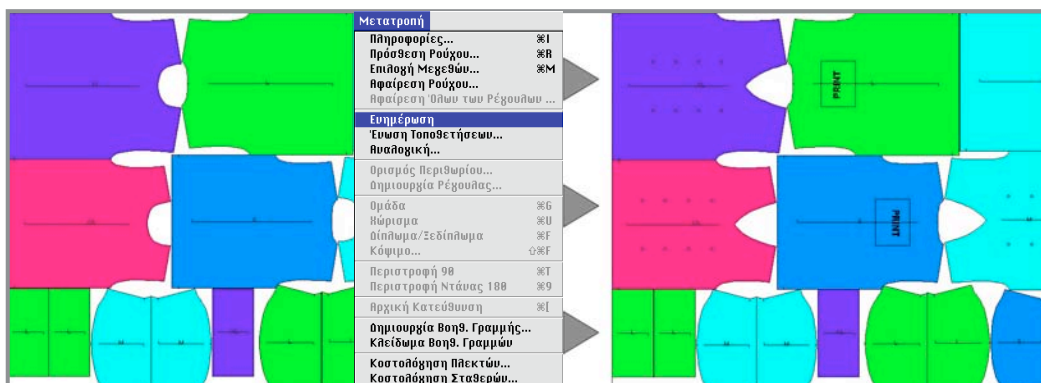 Μετατροπή
Πληροφορίες... ⌘I
Πρόσθεση Ρούχου... ⌘R
Επιλογή Μεγεθών... ⌘M
Αφαίρεση Ρούχου...
Αφαίρεση Όλων των Ρέγουλων ...
Ενημέρωση
Ένωση Τοποθετήσεων...
Αναλογική...
Ορισμός Περιθωρίου...
Δημιουργία Ρέγουλας...
Ομάδα ⌘G
Χώρισμα ⌘U
Δίπλωμα/Ξεδίπλωμα ⌘F
Κόψιμο... ⇧⌘F
Περιστροφή 90 ⌘T
Περιστροφή Ντάνας 180 ⌘9
Αρχική Κατεύθυνση ⌘[
Δημιουργία Βοηθ. Γραμμής...
Κλείδωμα Βοηθ. Γραμμών
Κοστολόγηση Πλεκτών...
Κοστολόγηση Σταθερών...
PRINT
PRINT